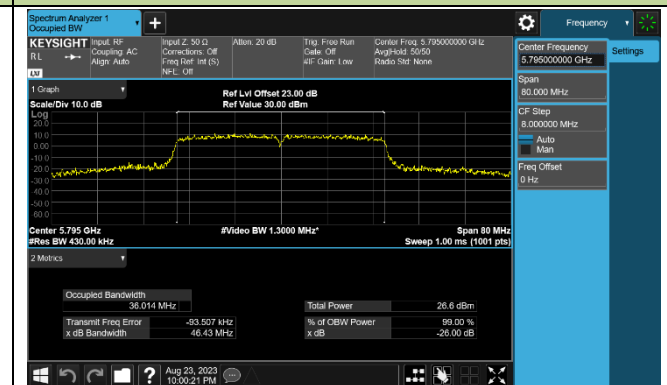 Spectrum Analyzer 1
Occupied BW
Frequency
KEYSIGHT Input: RF
RL
Coupling: AC
Align: Auto
LXI
Input Z: 50 Ω
Corrections: Off
Freq Ref: Int (S)
NFE: Off
Atten: 20 dB
Trig: Free Run
Gate: Off
#IF Gain: Low
Center Freq: 5.795000000 GHz
Avg|Hold: 50/50
Radio Std: None
1 Graph
Scale/Div 10.0 dB
Ref Lvl Offset 23.00 dB
Ref Value 30.00 dBm
Log
20.0
10.0
0.00
-10.0
-20.0
-30.0
-40.0
-50.0
-60.0
Center 5.795 GHz
#Res BW 430.00 kHz
#Video BW 1.3000 MHz*
Span 80 MHz
Sweep 1.00 ms (1001 pts)
2 Metrics
Occupied Bandwidth
36.014 MHz
Transmit Freq Error -93.507 kHz
x dB Bandwidth 46.43 MHz
Total Power 26.6 dBm
% of OBW Power 99.00 %
x dB -26.00 dB
Center Frequency
5.795000000 GHz
Settings
Span
80.000 MHz
CF Step
8.000000 MHz
Auto
Man
Freq Offset
0 Hz
?
Aug 23, 2023
10:00:21 PM